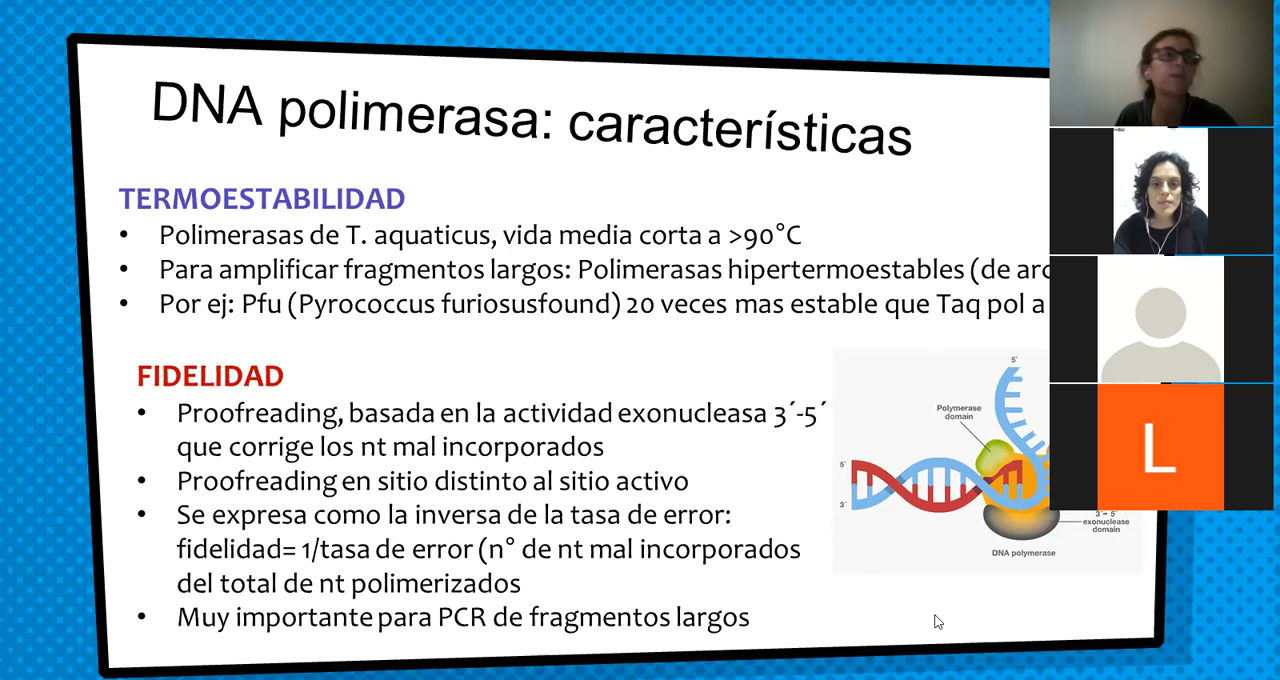 DNA polimerasa: características
TERMOESTABILIDAD
• Polimerasas de T. aquaticus, vida media corta a >90°C
• Para amplificar fragmentos largos: Polimerasas hipertermoestables (de arc
• Por ej: Pfu (Pyrococcus furiosusfound) 20 veces mas estable que Taq pol a
FIDELIDAD
• Proofreading, basada en la actividad exonucleasa 3´-5´
que corrige los nt mal incorporados
• Proofreading en sitio distinto al sitio activo
• Se expresa como la inversa de la tasa de error:
fidelidad= 1/tasa de error (n° de nt mal incorporados
del total de nt polimerizados
• Muy importante para PCR de fragmentos largos
5´
Polymerase
domain
5´
3´
3´- 5´
exonuclease
domain
DNA polymerase
L